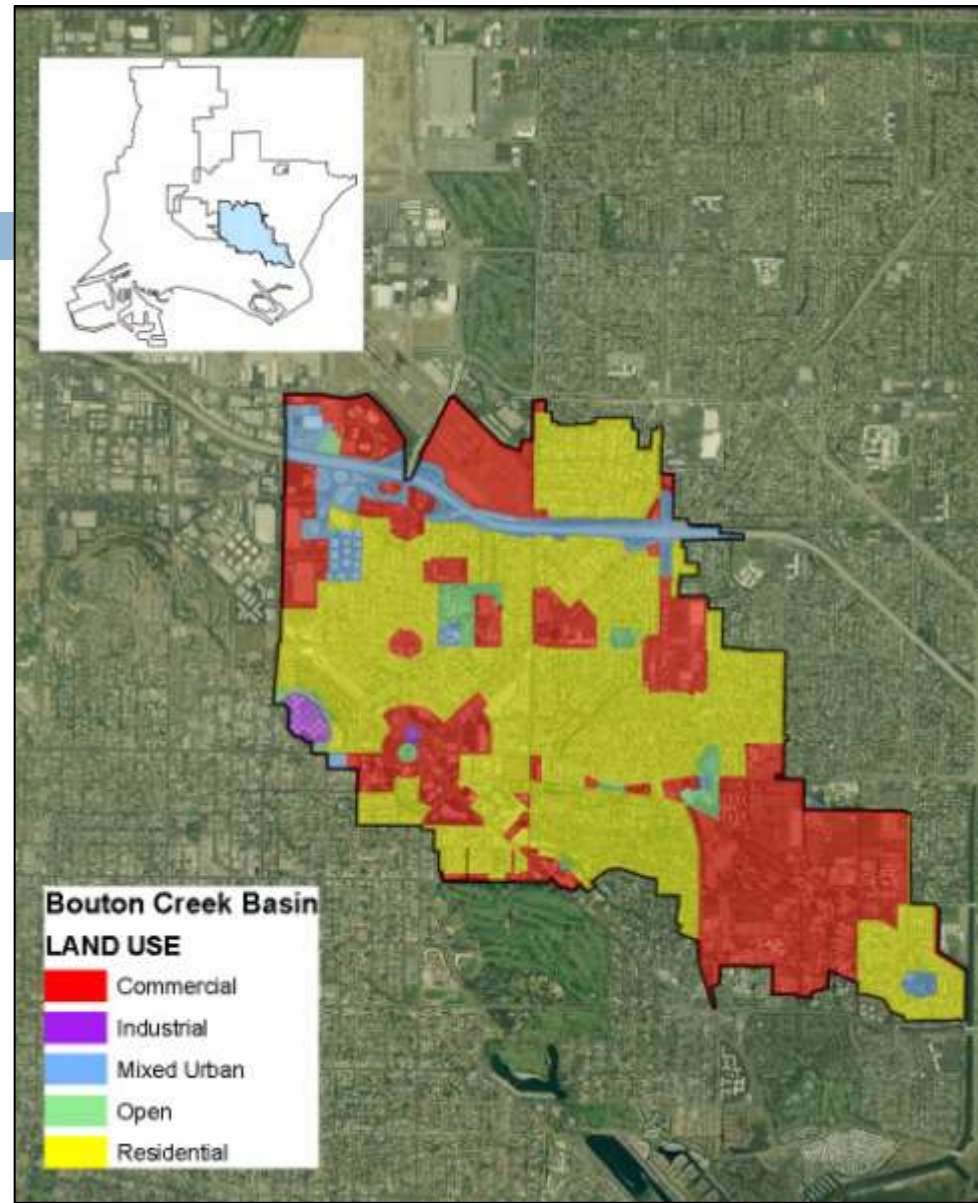 Bouton Creek Basin
LAND USE
Commercial
Industrial
Mixed Urban
Open
Residential